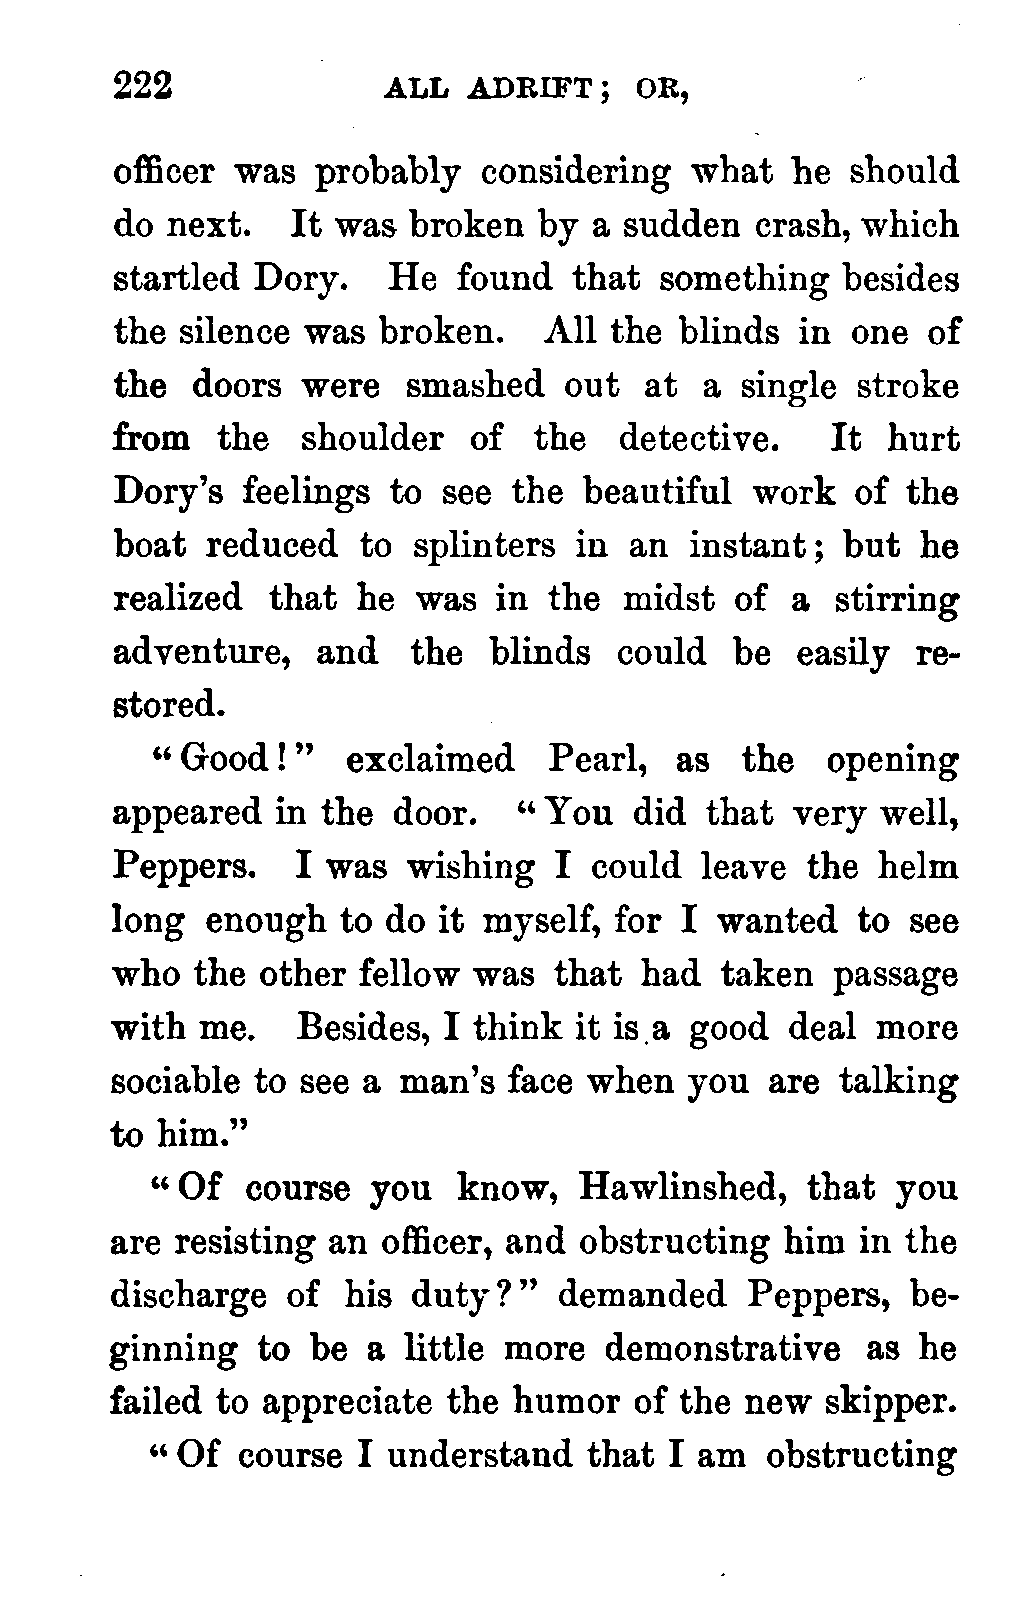 222 ALL ADRIFT; OR,
officer was probably considering what he should
do next. It was broken by a sudden crash, which
startled Dory. He found that something besides
the silence was broken. All the blinds in one of
the doors were smashed out at a single stroke
from the shoulder of the detective. It hurt
Dory's feelings to see the beautiful work of the
boat reduced to splinters in an instant; but he
realized that he was in the midst of a stirring
adventure, and the blinds could be easily re-
stored.
"Good!" exclaimed Pearl, as the opening
appeared in the door. "You did that very well,
Peppers. I was wishing I could leave the helm
long enough to do it myself, for I wanted to see
who the other fellow was that had taken passage
with me. Besides, I think it is a good deal more
sociable to see a man's face when you are talking
to him."
"Of course you know, Hawlinshed, that you
are resisting an officer, and obstructing him in the
discharge of his duty?" demanded Peppers, be-
ginning to be a little more demonstrative as he
failed to appreciate the humor of the new skipper.
"Of course I understand that I am obstructing